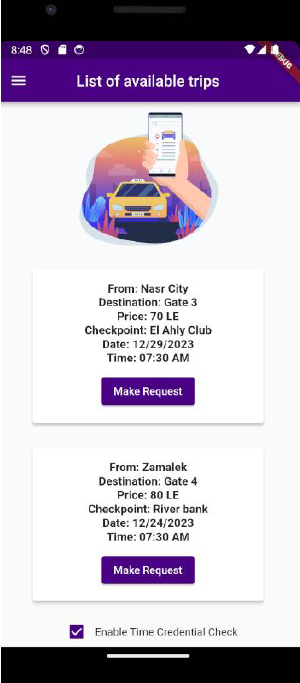 8:48
DEBUG
List of available trips
From: Nasr City
Destination: Gate 3
Price: 70 LE
Checkpoint: El Ahly Club
Date: 12/29/2023
Time: 07:30 AM
Make Request
From: Zamalek
Destination: Gate 4
Price: 80 LE
Checkpoint: River bank
Date: 12/24/2023
Time: 07:30 AM
Make Request
Enable Time Credential Check